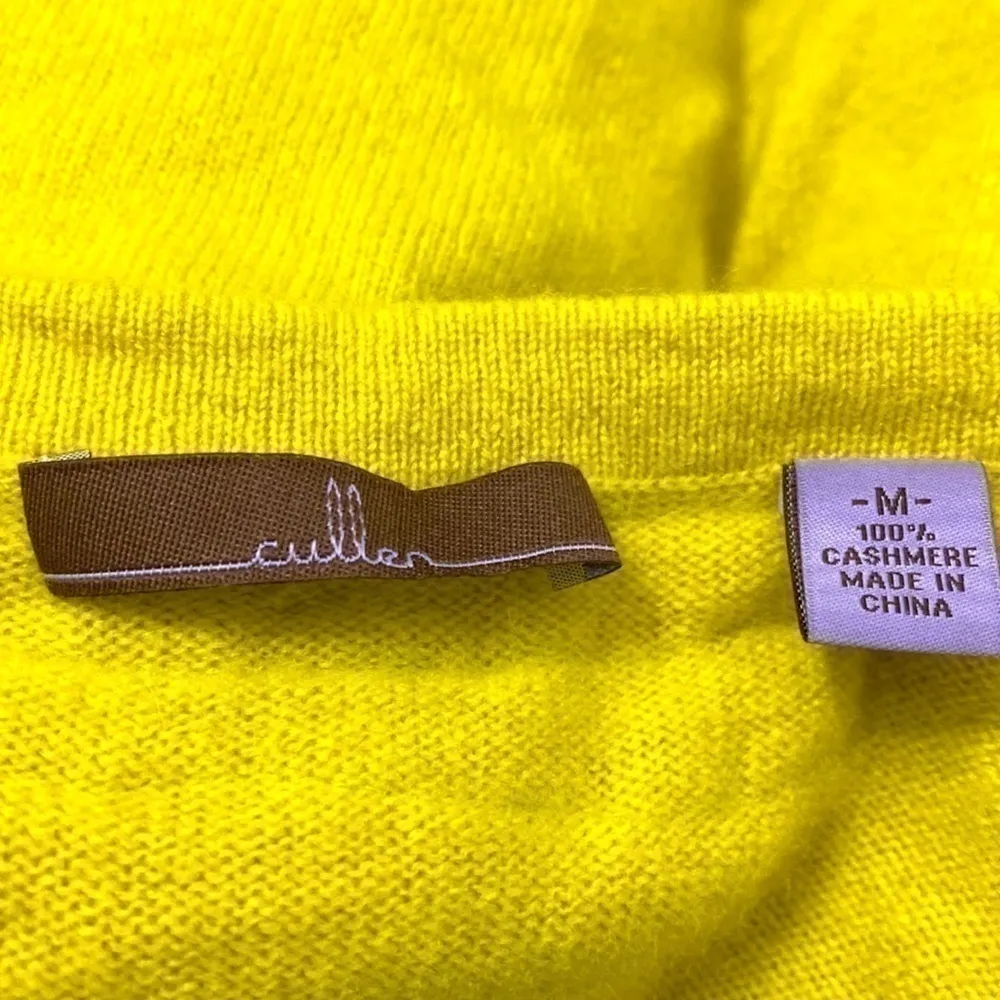 cullen
-M-
100%
CASHMERE
MADE IN
CHINA